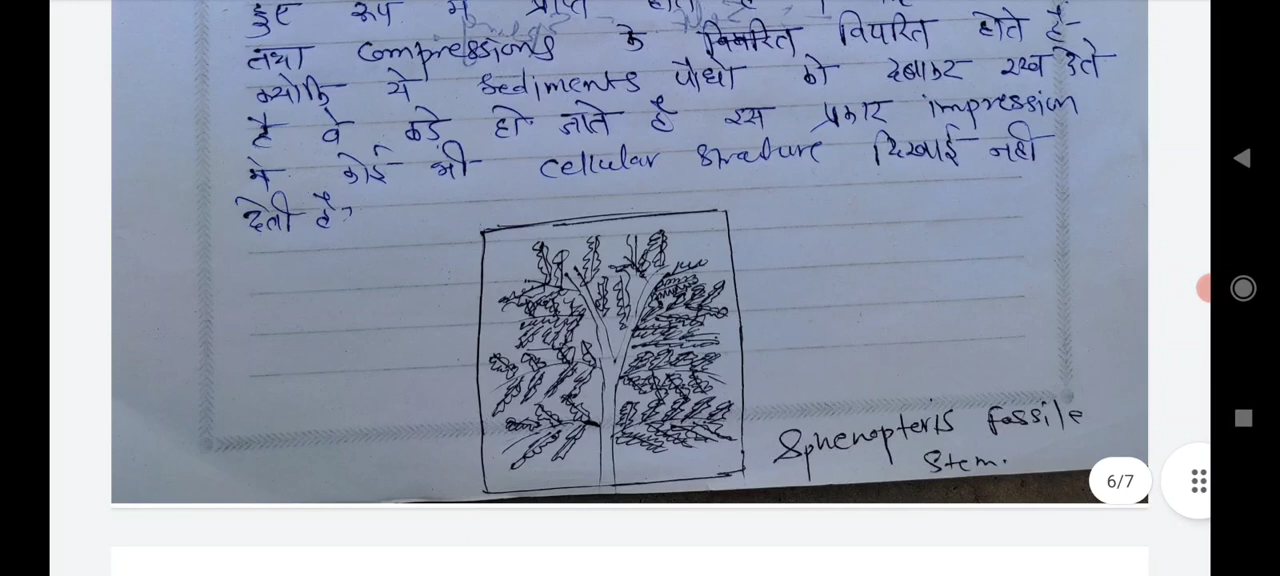 हुए रूप में प्राप्त होता है
तथा compressions के विपरित होते है
क्योकि ये sediments पौधो को दबाकर रख देते
है वे कडे हो जाते है इस प्रकार impression
मे कोई भी cellular structure दिखाई नही
देती है
Sphenopteris fossile
stem.
6/7